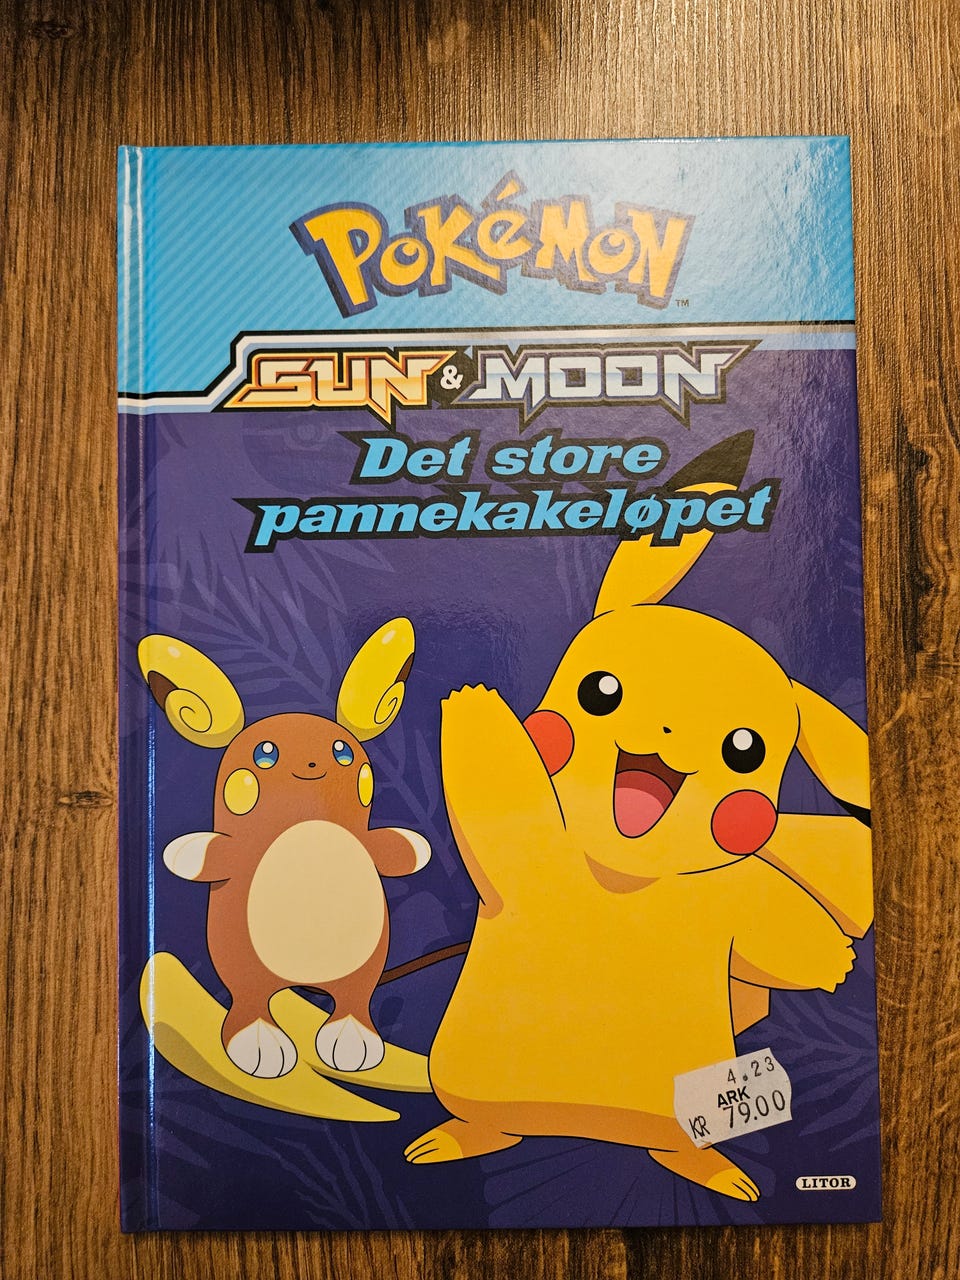 POKéMON
TM
SUN & MOON
Det store
pannekakeløpet
4.23
ARK
KR 79.00
LITOR